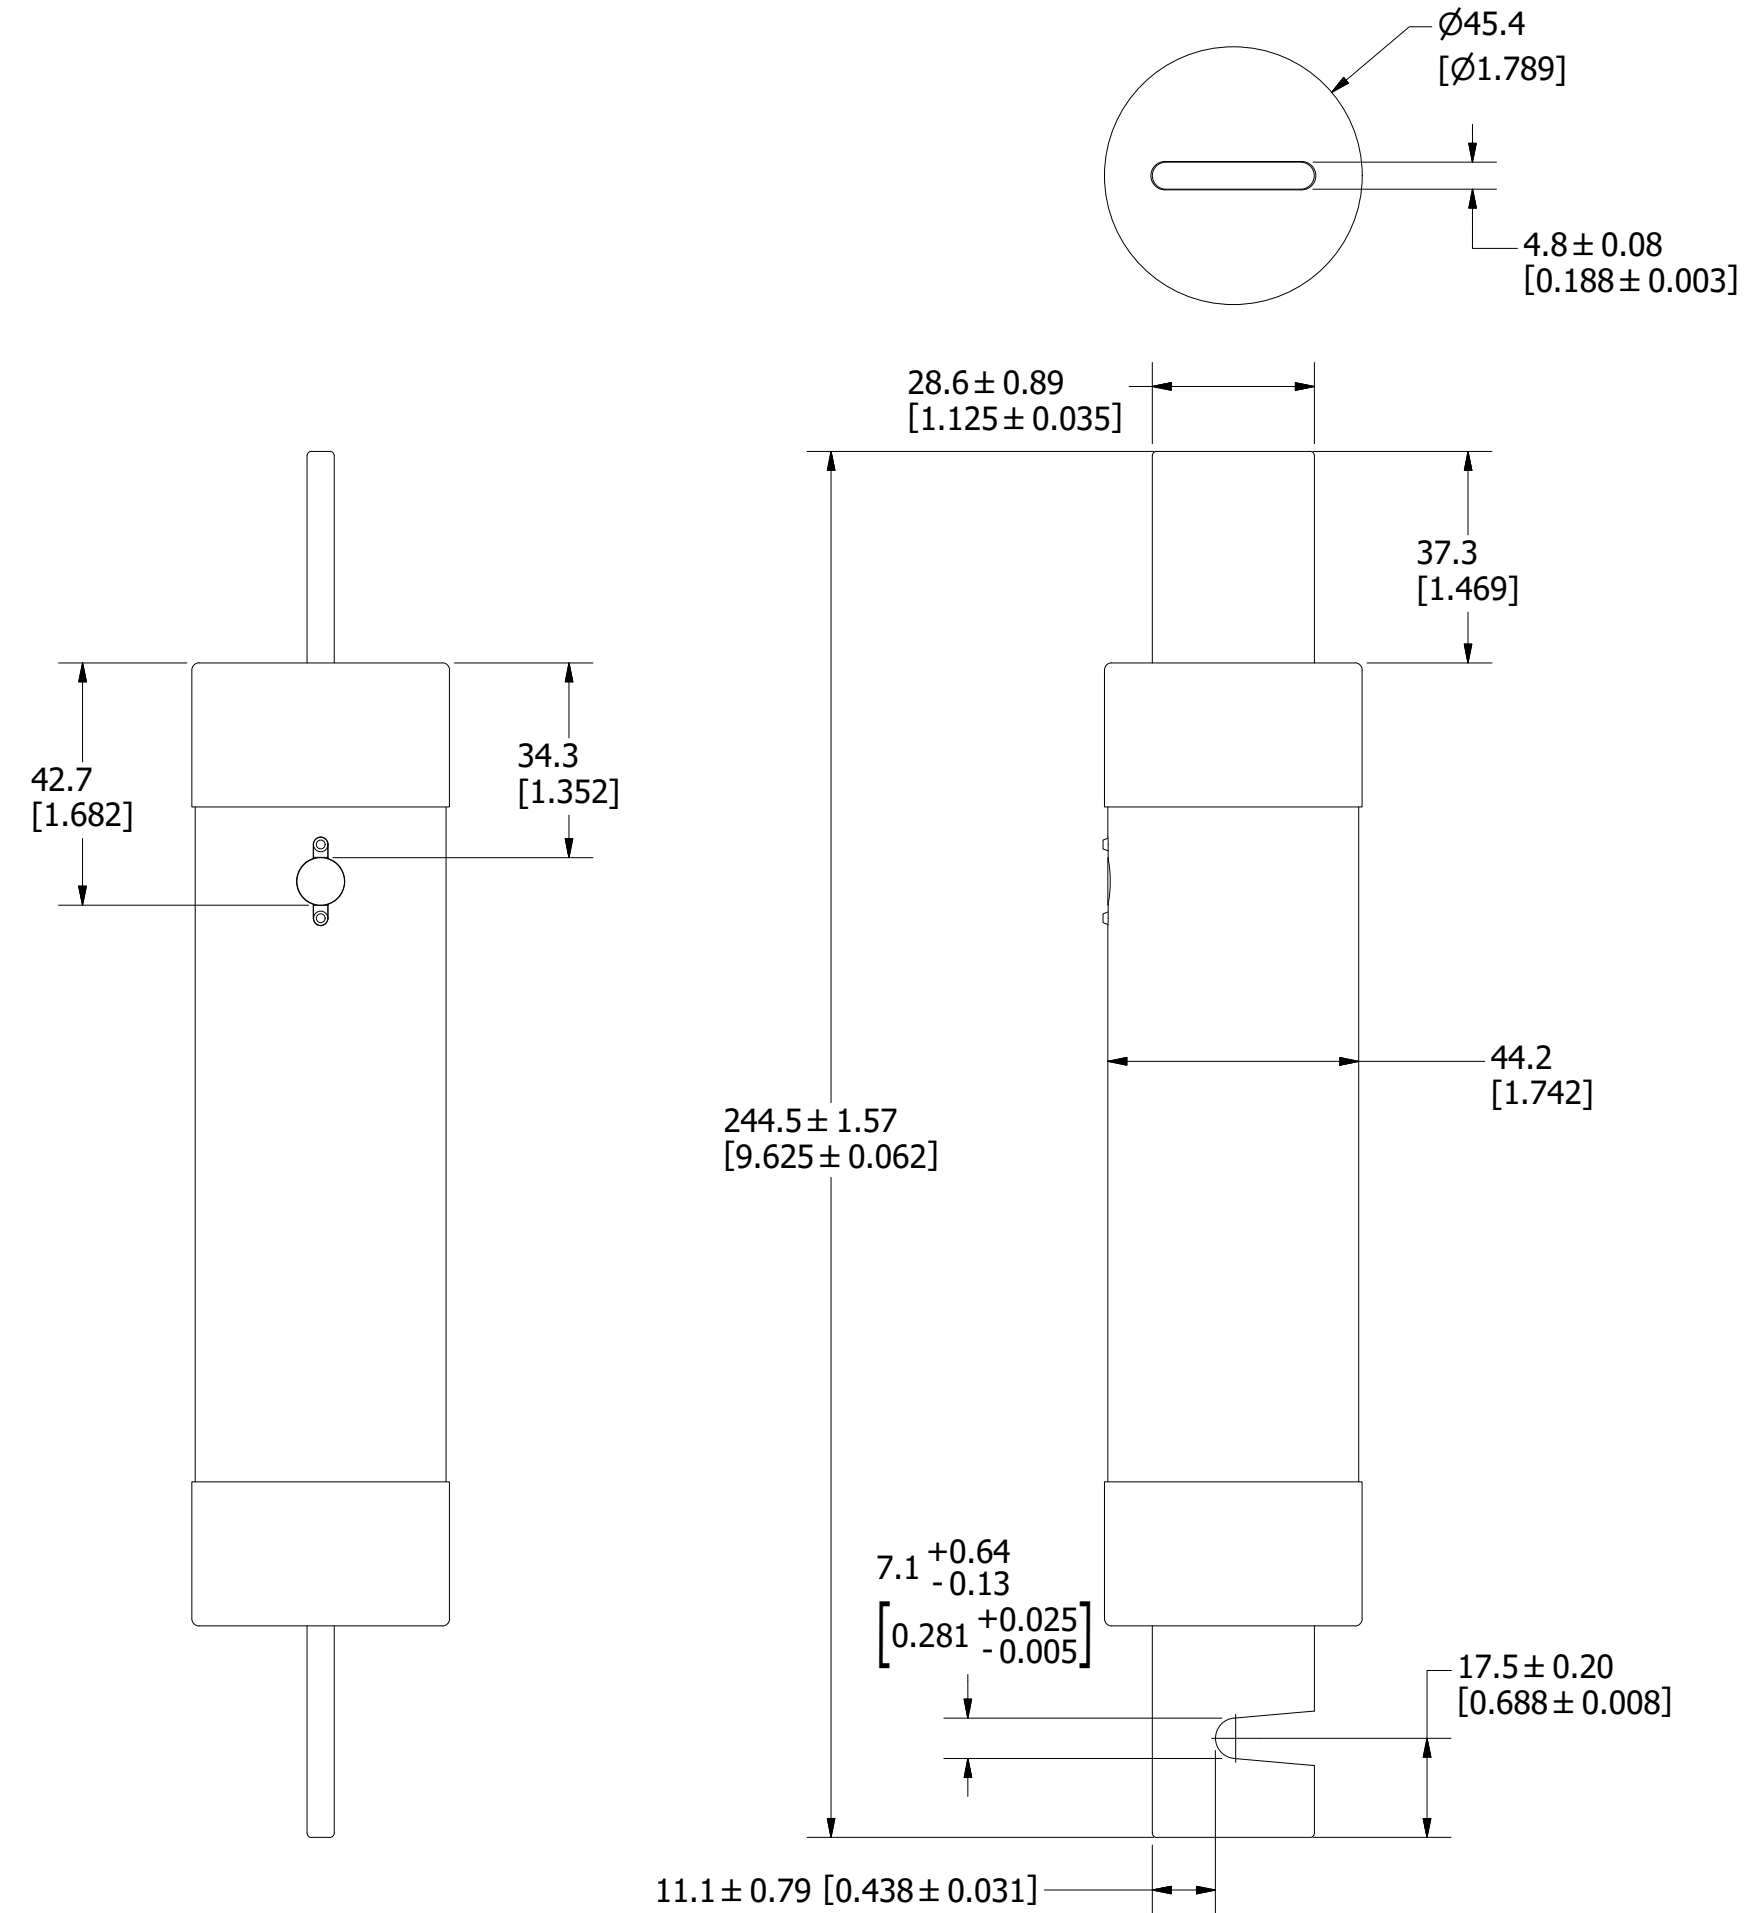 Ø45.4
[Ø1.789]
4.8 ± 0.08
[0.188 ± 0.003]
28.6 ± 0.89
[1.125 ± 0.035]
37.3
[1.469]
42.7
[1.682]
34.3
[1.352]
44.2
[1.742]
244.5 ± 1.57
[9.625 ± 0.062]
7.1 +0.64
- 0.13
[0.281 +0.025
- 0.005]
17.5 ± 0.20
[0.688 ± 0.008]
11.1 ± 0.79 [0.438 ± 0.031]